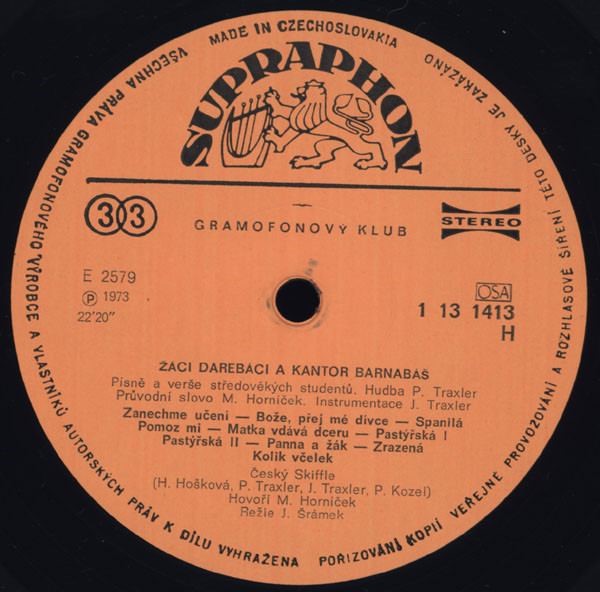 MADE IN CZECHOSLOVAKIA
VŠECHNA PRÁVA GRAMOFONOVÉHO VÝROBCE A VLASTNÍKŮ AUTORSKÝCH PRÁV K DÍLU VYHRAŽENA
POŘIZOVÁNÍ KOPIÍ VEŘEJNÉ PROVOZOVÁNÍ A ROZHLASOVÉ ŠÍŘENÍ TÉTO DESKY JE ZAKÁZÁNO
SUPRAPHON
33
GRAMOFONOVÝ KLUB
STEREO
E 2579
Ⓟ 1973
22'20"
OSA
1 13 1413
H
ŽÁCI DAREBÁCI A KANTOR BARNABÁŠ
Písně a verše středověkých studentů. Hudba P. Traxler
Průvodní slovo M. Horníček. Instrumentace J. Traxler
Zanechme učení — Bože, přej mé dívce — Spanilá
Pomoz mi — Matka vdává dceru — Pastýřská I
Pastýřská II — Panna a žák — Zrazená
Kolik včelek
Český Skiffle
(H. Hošková, P. Traxler, J. Traxler, P. Kozel)
Hovoří M. Horníček
Režie J. Šrámek